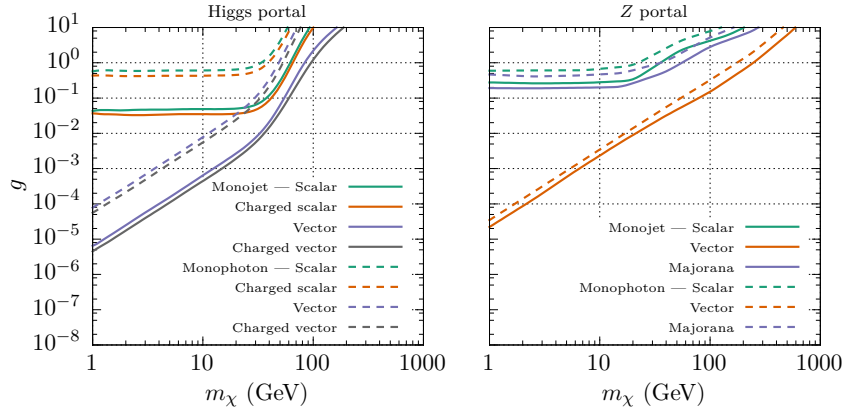 Higgs portal
10^1
10^0
10^{-1}
10^{-2}
10^{-3}
10^{-4}
10^{-5}
10^{-6}
10^{-7}
10^{-8}
g
Monojet — Scalar
Charged scalar
Vector
Charged vector
Monophoton — Scalar
Charged scalar
Vector
Charged vector
1 10 100 1000
m_χ (GeV)
Z portal
Monojet — Scalar
Vector
Majorana
Monophoton — Scalar
Vector
Majorana
1 10 100 1000
m_χ (GeV)